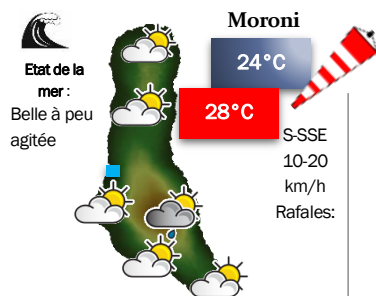 Moroni
24°C
Etat de la
mer :
28°C
Belle à peu
agitée
S-SSE
10-20
km/h
Rafales: